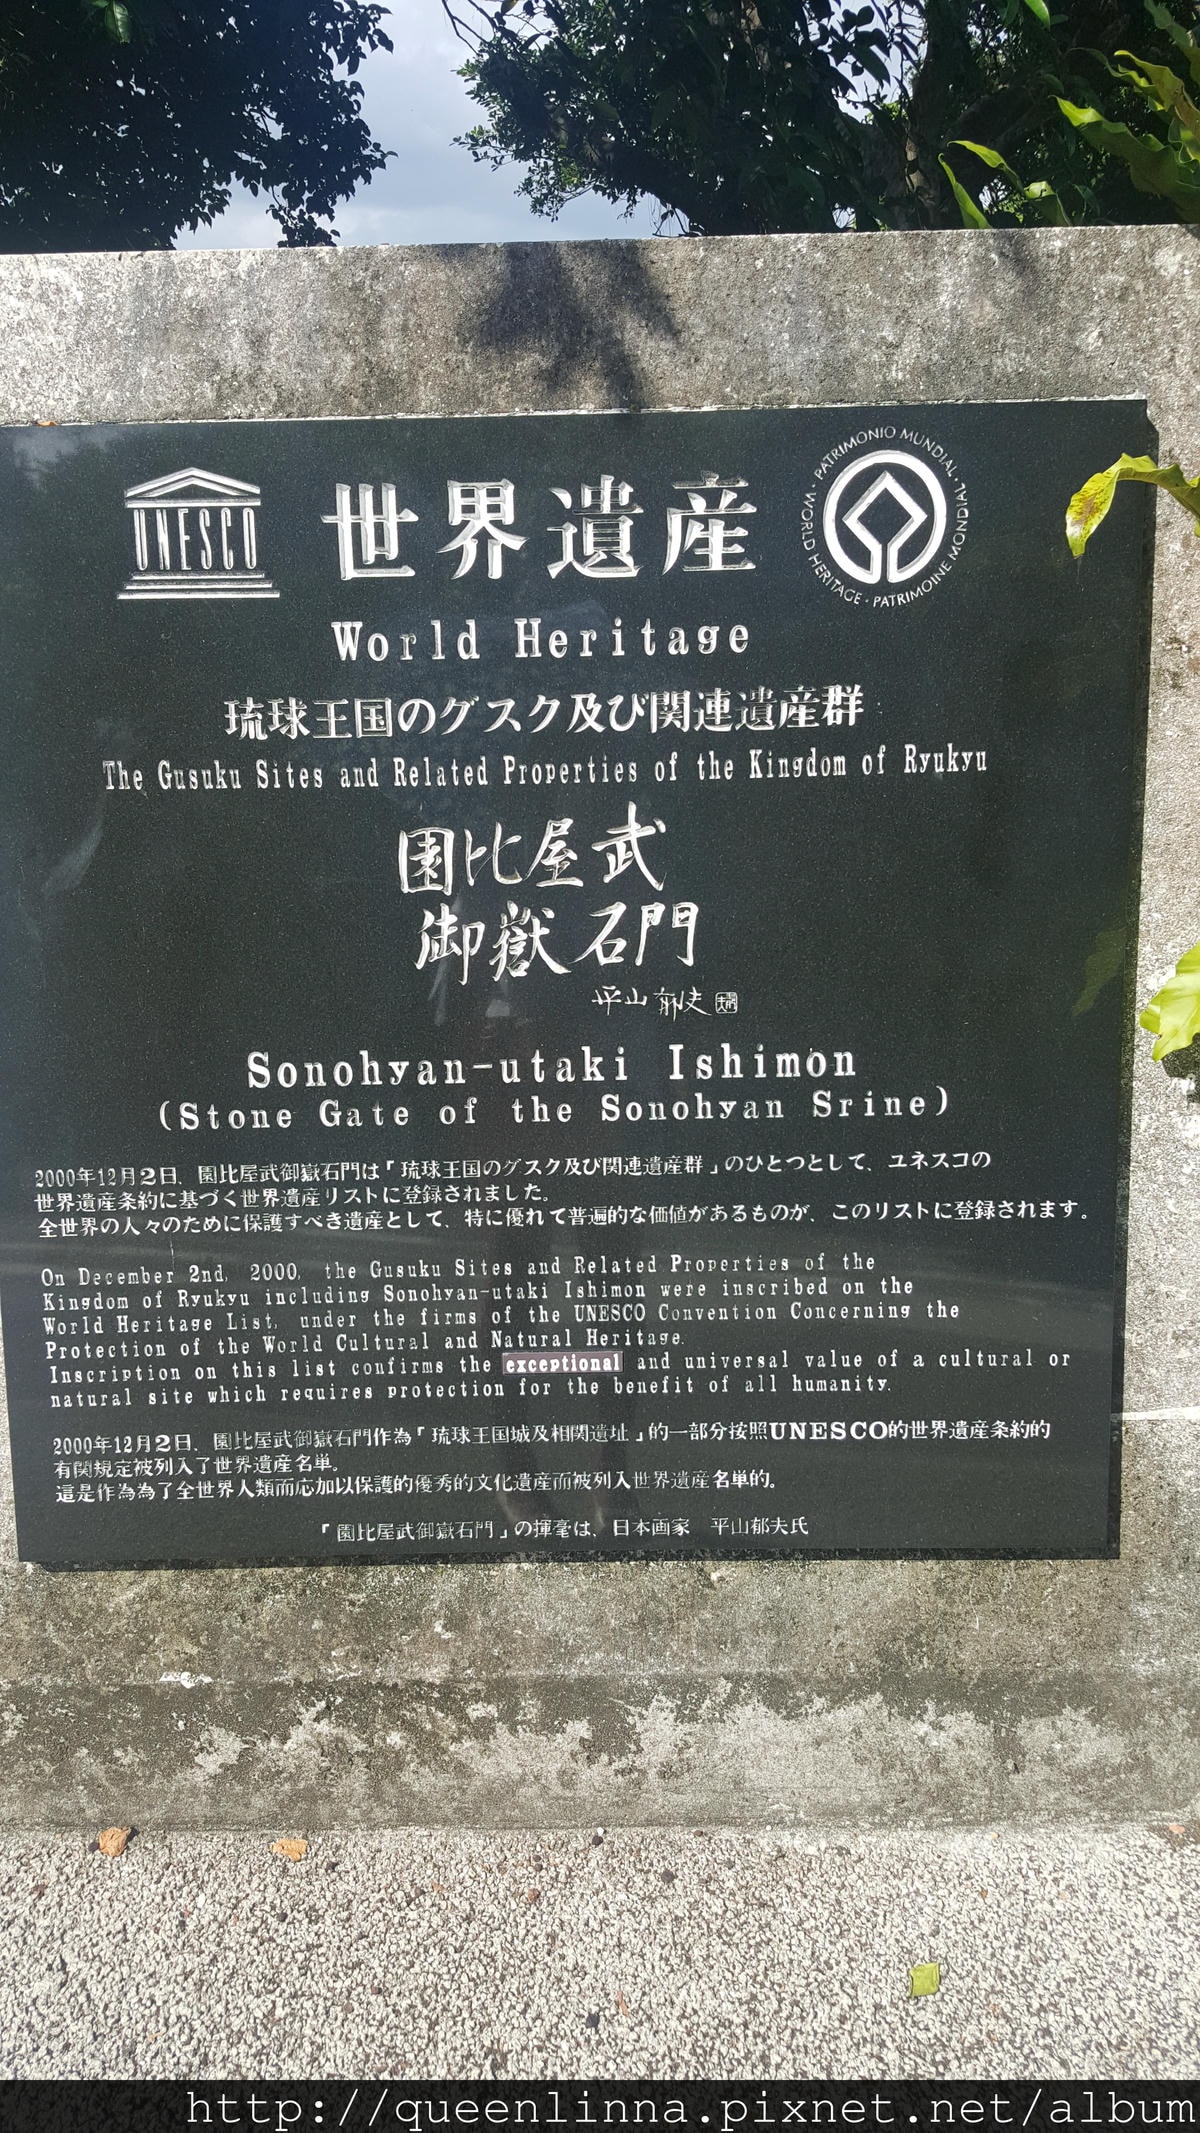 UNESCO
世界遺産
WORLD HERITAGE · PATRIMONIO MUNDIAL · PATRIMOINE MONDIAL ·
World Heritage
琉球王国のグスク及び関連遺産群
The Gusuku Sites and Related Properties of the Kingdom of Ryukyu
園比屋武
御嶽石門
平山郁夫
Sonohyan-utaki Ishimon
(Stone Gate of the Sonohyan Srine)
2000年12月2日、園比屋武御嶽石門は「琉球王国のグスク及び関連遺産群」のひとつとして、ユネスコの
世界遺産条約に基づく世界遺産リストに登録されました。
全世界の人々のために保護すべき遺産として、特に優れて普遍的な価値があるものが、このリストに登録されます。
On December 2nd, 2000, the Gusuku Sites and Related Properties of the
Kingdom of Ryukyu including Sonohyan-utaki Ishimon were inscribed on the
World Heritage List, under the firms of the UNESCO Convention Concerning the
Protection of the World Cultural and Natural Heritage.
Inscription on this list confirms the exceptional and universal value of a cultural or
natural site which requires protection for the benefit of all humanity.
2000年12月2日、園比屋武御嶽石門作為「琉球王国城及相関遺址」的一部分按照UNESCO的世界遺産条約的
有関規定被列入了世界遺産名単。
這是作為為了全世界人類而応加以保護的優秀的文化遺産而被列入世界遺産名単的。
「園比屋武御嶽石門」の揮毫は、日本画家 平山郁夫氏
http://queenlinna.pixnet.net/album